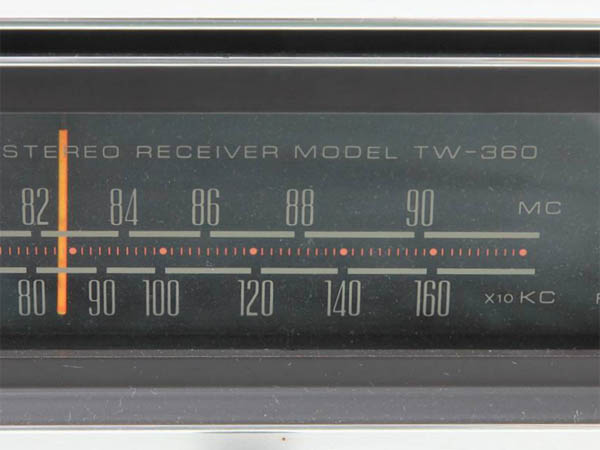 STEREO RECEIVER MODEL TW-360
82 84 86 88 90 MC
80 90 100 120 140 160 X10 KC